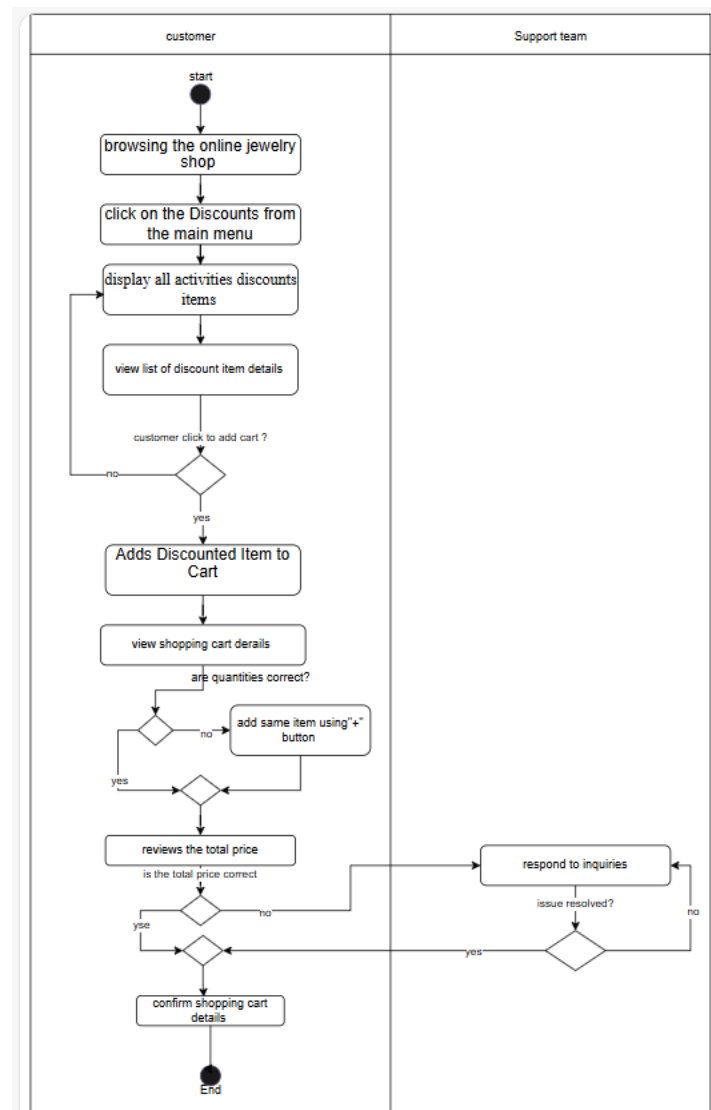 customer
Support team
start
browsing the online jewelry
shop
click on the Discounts from
the main menu
display all activities discounts
items
view list of discount item details
customer click to add cart ?
no
yes
Adds Discounted Item to
Cart
view shopping cart derails
are quantities correct?
no
add same item using"+"
button
yes
reviews the total price
is the total price correct
no
yse
respond to inquiries
issue resolved?
no
yes
confirm shopping cart
details
End